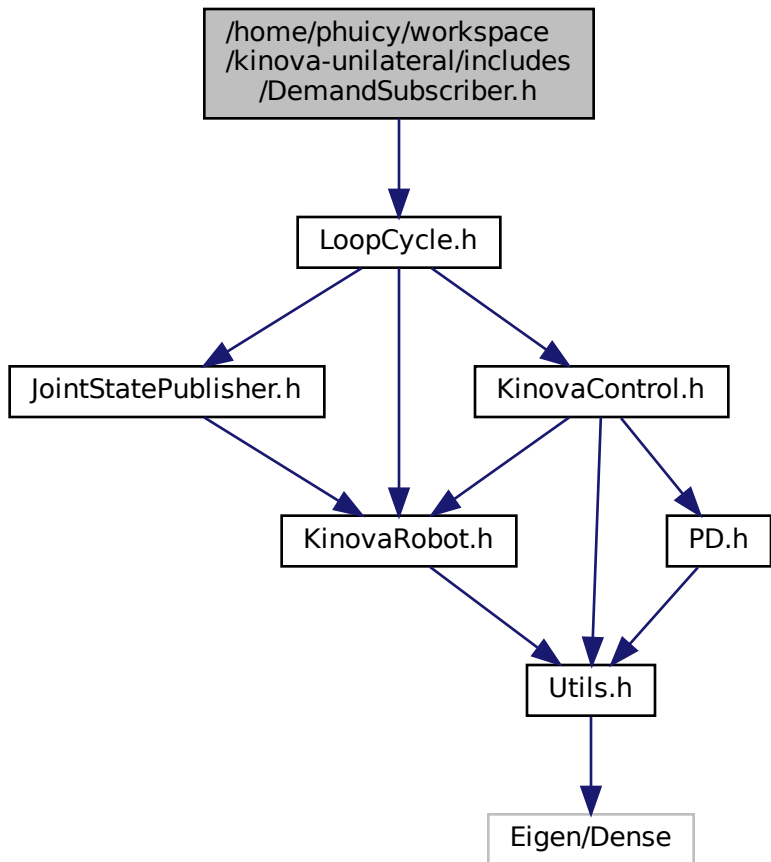 /home/phuicy/workspace
/kinova-unilateral/includes
/DemandSubscriber.h
LoopCycle.h
JointStatePublisher.h
KinovaControl.h
KinovaRobot.h
PD.h
Utils.h
Eigen/Dense